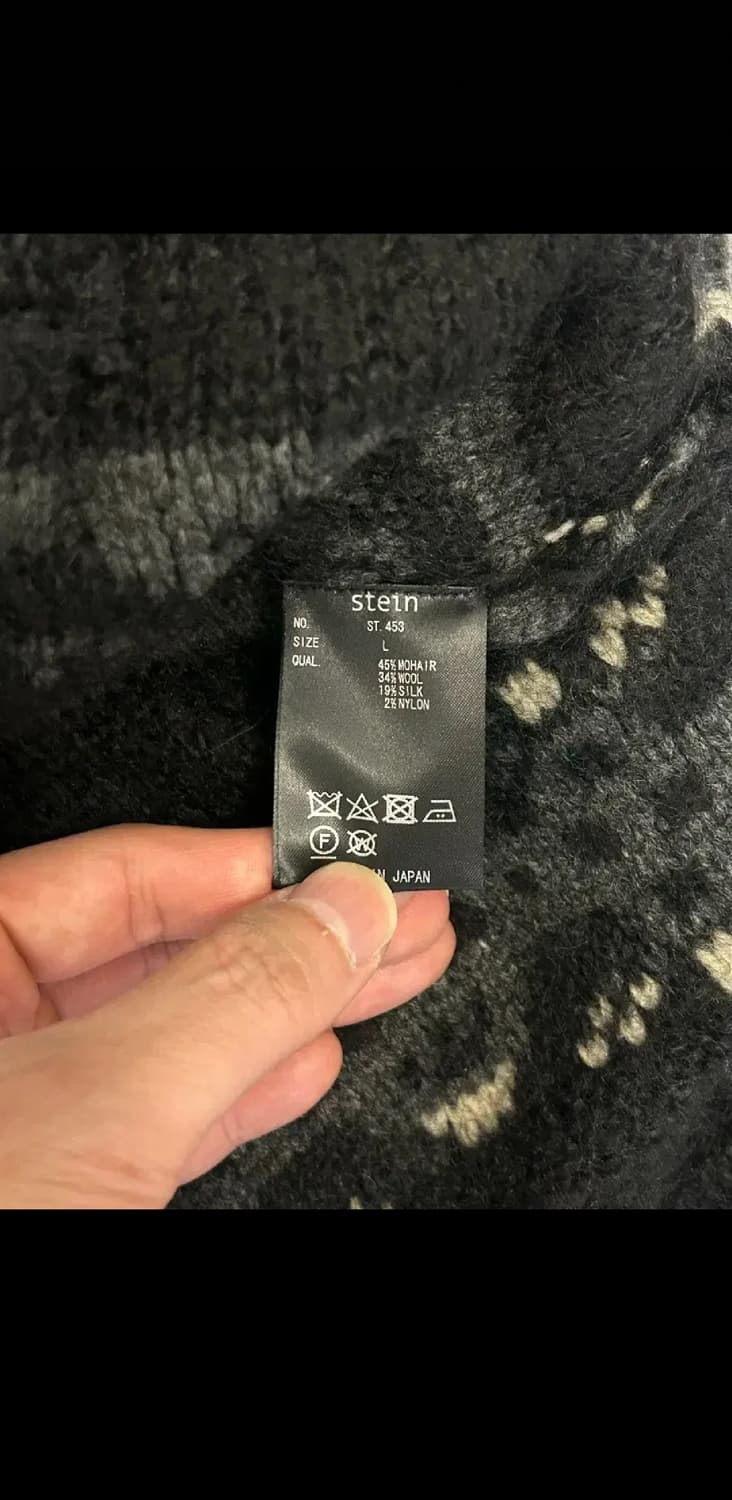 stein
NO. ST. 453
SIZE L
QUAL. 45%MOHAIR
34%WOOL
19%SILK
2%NYLON
F W
JAPAN